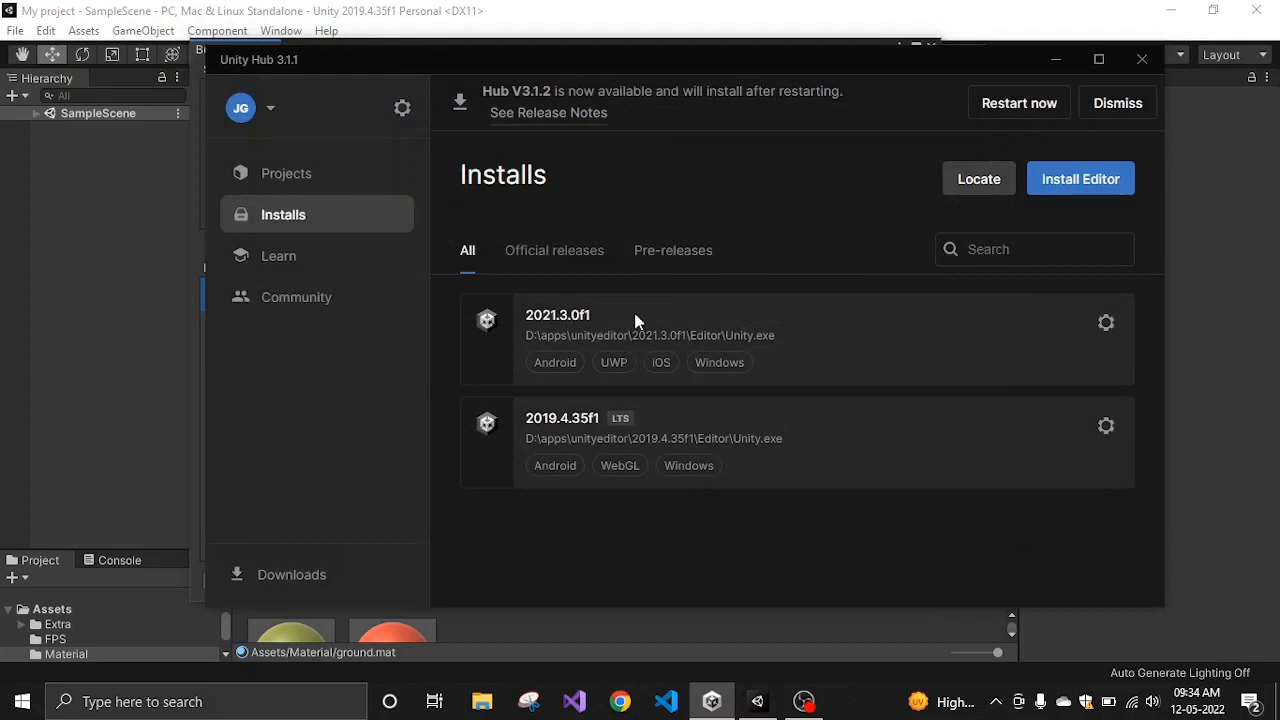 My project - SampleScene - PC, Mac & Linux Standalone - Unity 2019.4.35f1 Personal <DX11>
File Edit Assets GameObject Component Window Help
Layout
Hierarchy
All
SampleScene
Unity Hub 3.1.1
JG
Hub V3.1.2 is now available and will install after restarting.
See Release Notes
Restart now
Dismiss
Projects
Installs
Learn
Community
Downloads
Installs
Locate
Install Editor
All
Official releases
Pre-releases
Search
2021.3.0f1
D:\apps\unityeditor\2021.3.0f1\Editor\Unity.exe
Android UWP iOS Windows
2019.4.35f1 LTS
D:\apps\unityeditor\2019.4.35f1\Editor\Unity.exe
Android WebGL Windows
Project Console
Assets
Extra
FPS
Material
Assets/Material/ground.mat
Auto Generate Lighting Off
Type here to search
UV
High...
09:34 AM
12-05-2022
2